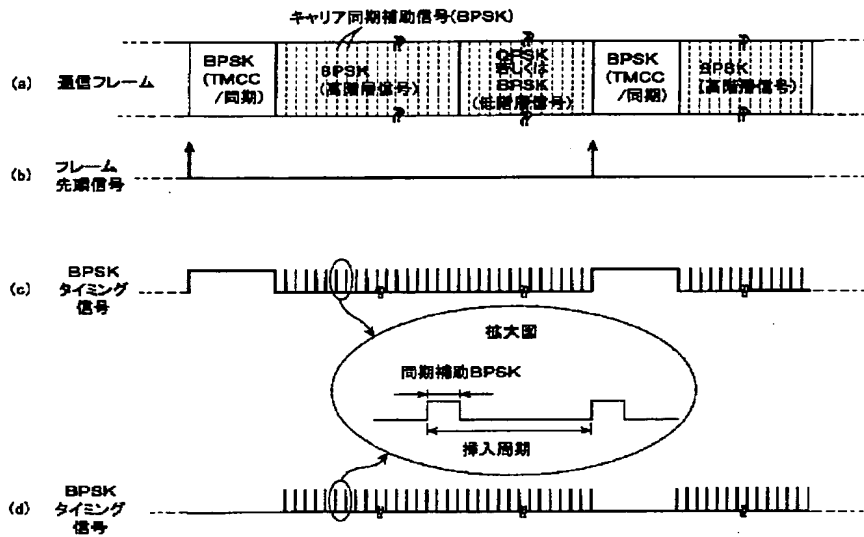 キャリア同期補助信号(BPSK)
(a) 通信フレーム
BPSK
(TMCC
/同期)
BPSK
(高階層信号)
QPSK
もしくは
BPSK
(低階層信号)
BPSK
(TMCC
/同期)
BPSK
(高階層信号)
(b) フレーム
先頭信号
(c) BPSK
タイミング
信号
拡大図
同期補助BPSK
挿入周期
(d) BPSK
タイミング
信号